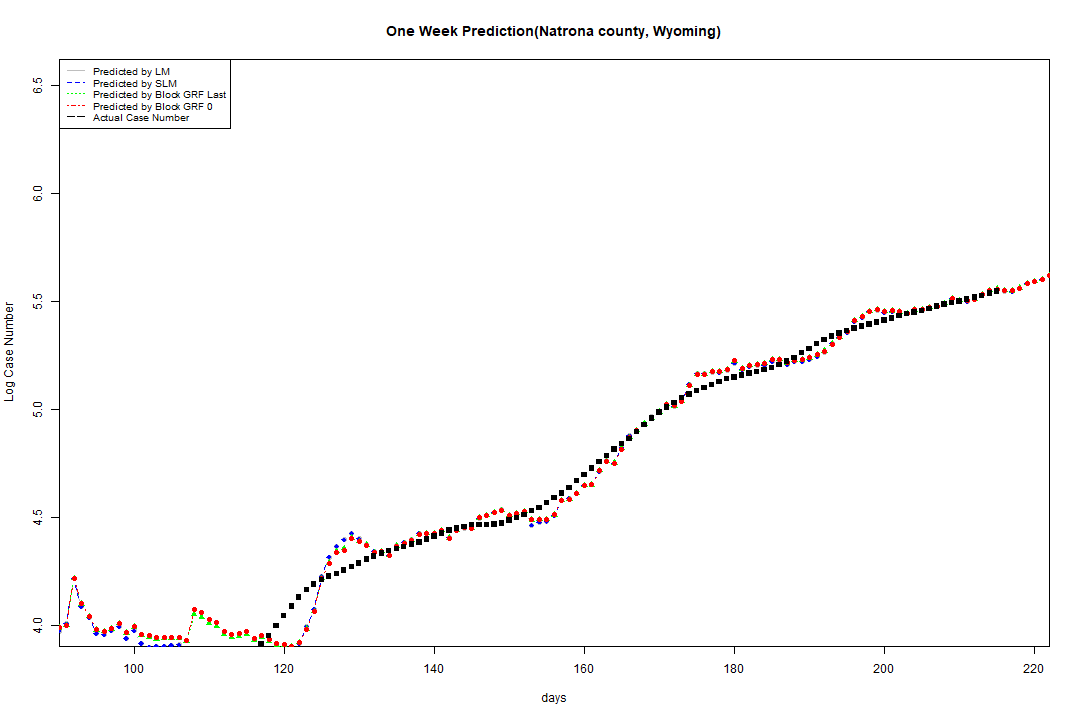 One Week Prediction(Natrona county, Wyoming)
Predicted by LM
Predicted by SLM
Predicted by Block GRF Last
Predicted by Block GRF 0
Actual Case Number
6.5
6.0
5.5
5.0
4.5
4.0
Log Case Number
100 120 140 160 180 200 220
days